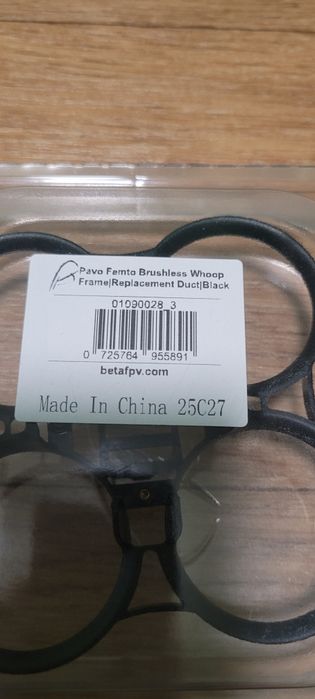 Pavo Femto Brushless Whoop
Frame|Replacement Duct|Black
01090028_3
0 725764 955891
betafpv.com
Made In China 25C27